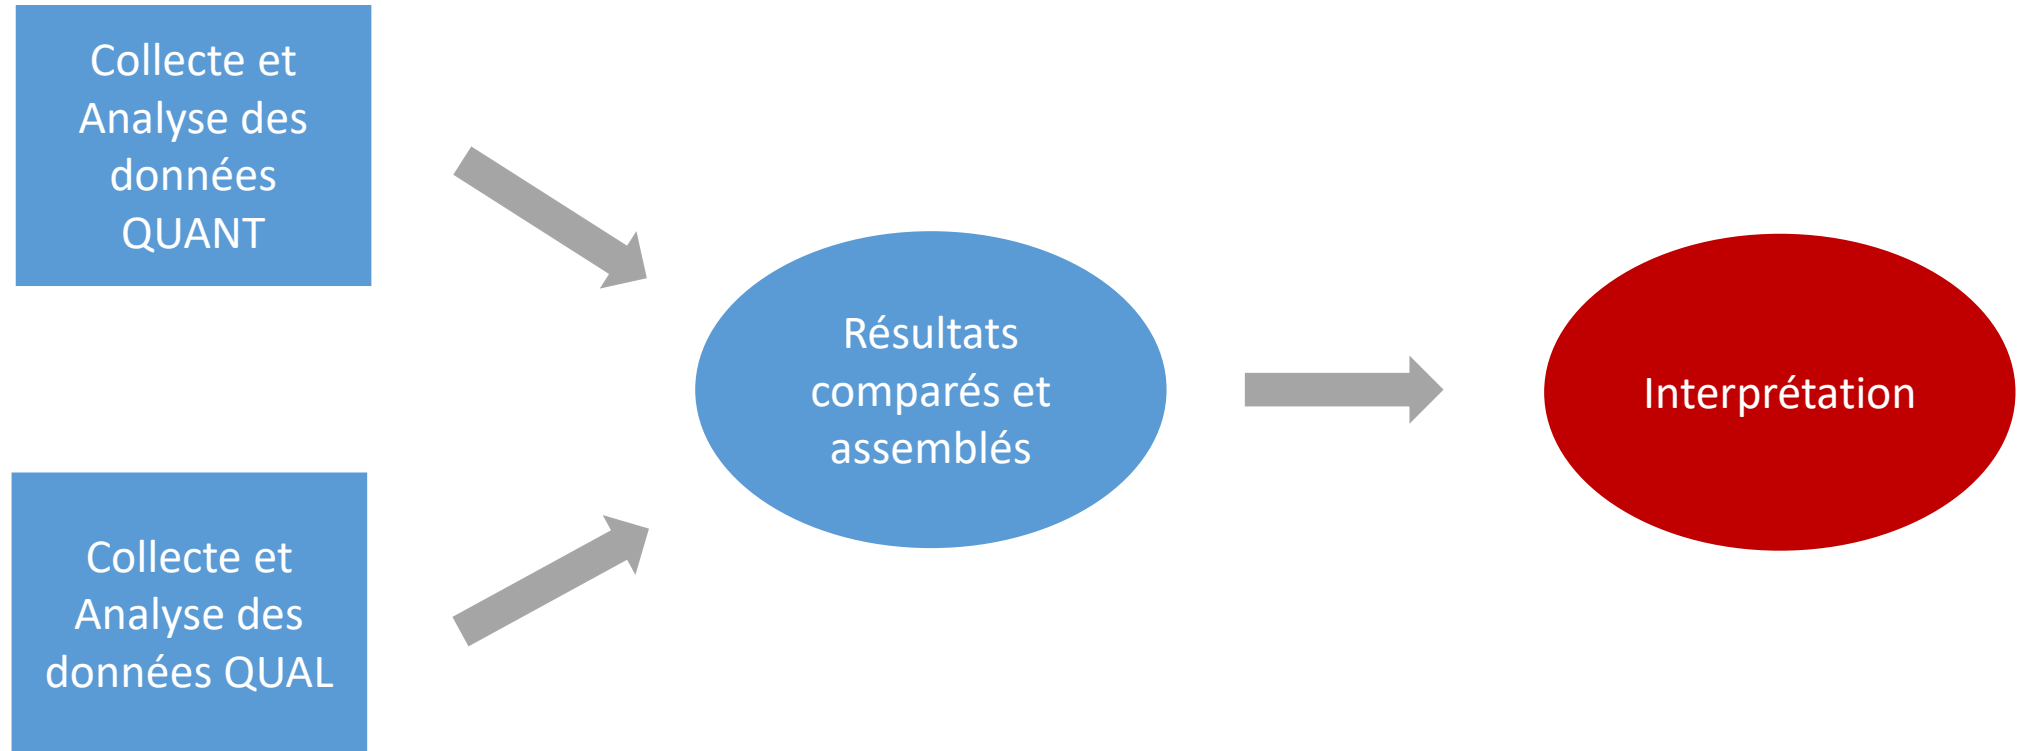 Collecte et
Analyse des
données
QUANT
Résultats
comparés et
assemblés
Interprétation
Collecte et
Analyse des
données QUAL